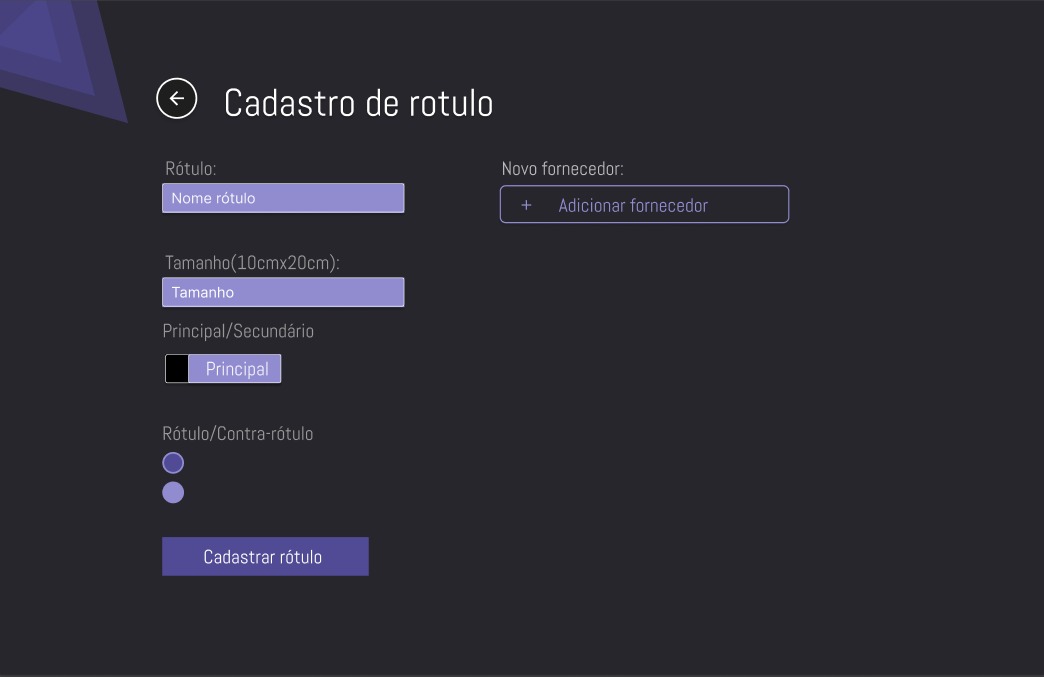 Cadastro de rotulo
Rótulo:
Nome rótulo
Tamanho(10cmx20cm):
Tamanho
Principal/Secundário
Principal
Rótulo/Contra-rótulo
Cadastrar rótulo
Novo fornecedor:
+ Adicionar fornecedor